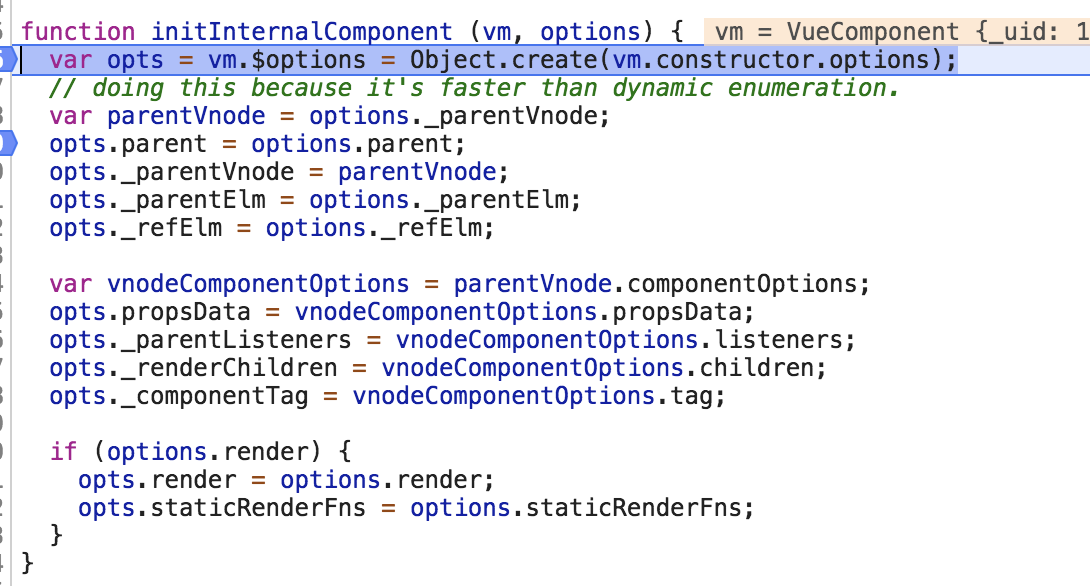 function initInternalComponent (vm, options) { vm = VueComponent {_uid: 1
  var opts = vm.$options = Object.create(vm.constructor.options);
  // doing this because it's faster than dynamic enumeration.
  var parentVnode = options._parentVnode;
  opts.parent = options.parent;
  opts._parentVnode = parentVnode;
  opts._parentElm = options._parentElm;
  opts._refElm = options._refElm;

  var vnodeComponentOptions = parentVnode.componentOptions;
  opts.propsData = vnodeComponentOptions.propsData;
  opts._parentListeners = vnodeComponentOptions.listeners;
  opts._renderChildren = vnodeComponentOptions.children;
  opts._componentTag = vnodeComponentOptions.tag;

  if (options.render) {
    opts.render = options.render;
    opts.staticRenderFns = options.staticRenderFns;
  }
}